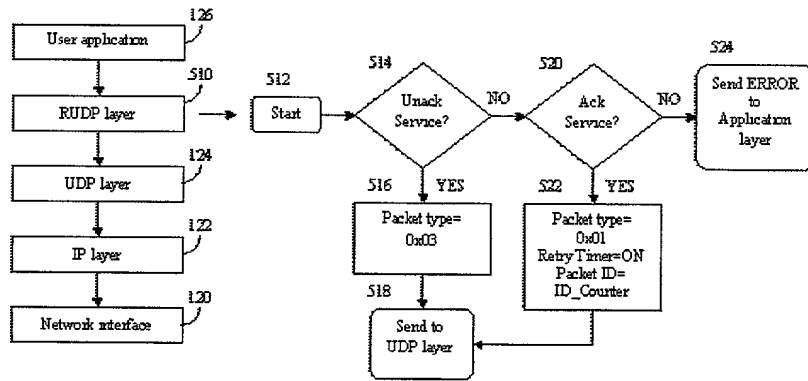 126
User application
510
RUDP layer
124
UDP layer
122
IP layer
120
Network interface
512
Start
514
Unack
Service?
NO
YES
516
Packet type=
0x03
518
Send to
UDP layer
520
Ack
Service?
NO
YES
522
Packet type=
0x01
Retry Timer=ON
Packet ID=
ID_Counter
524
Send ERROR
to
Application
layer